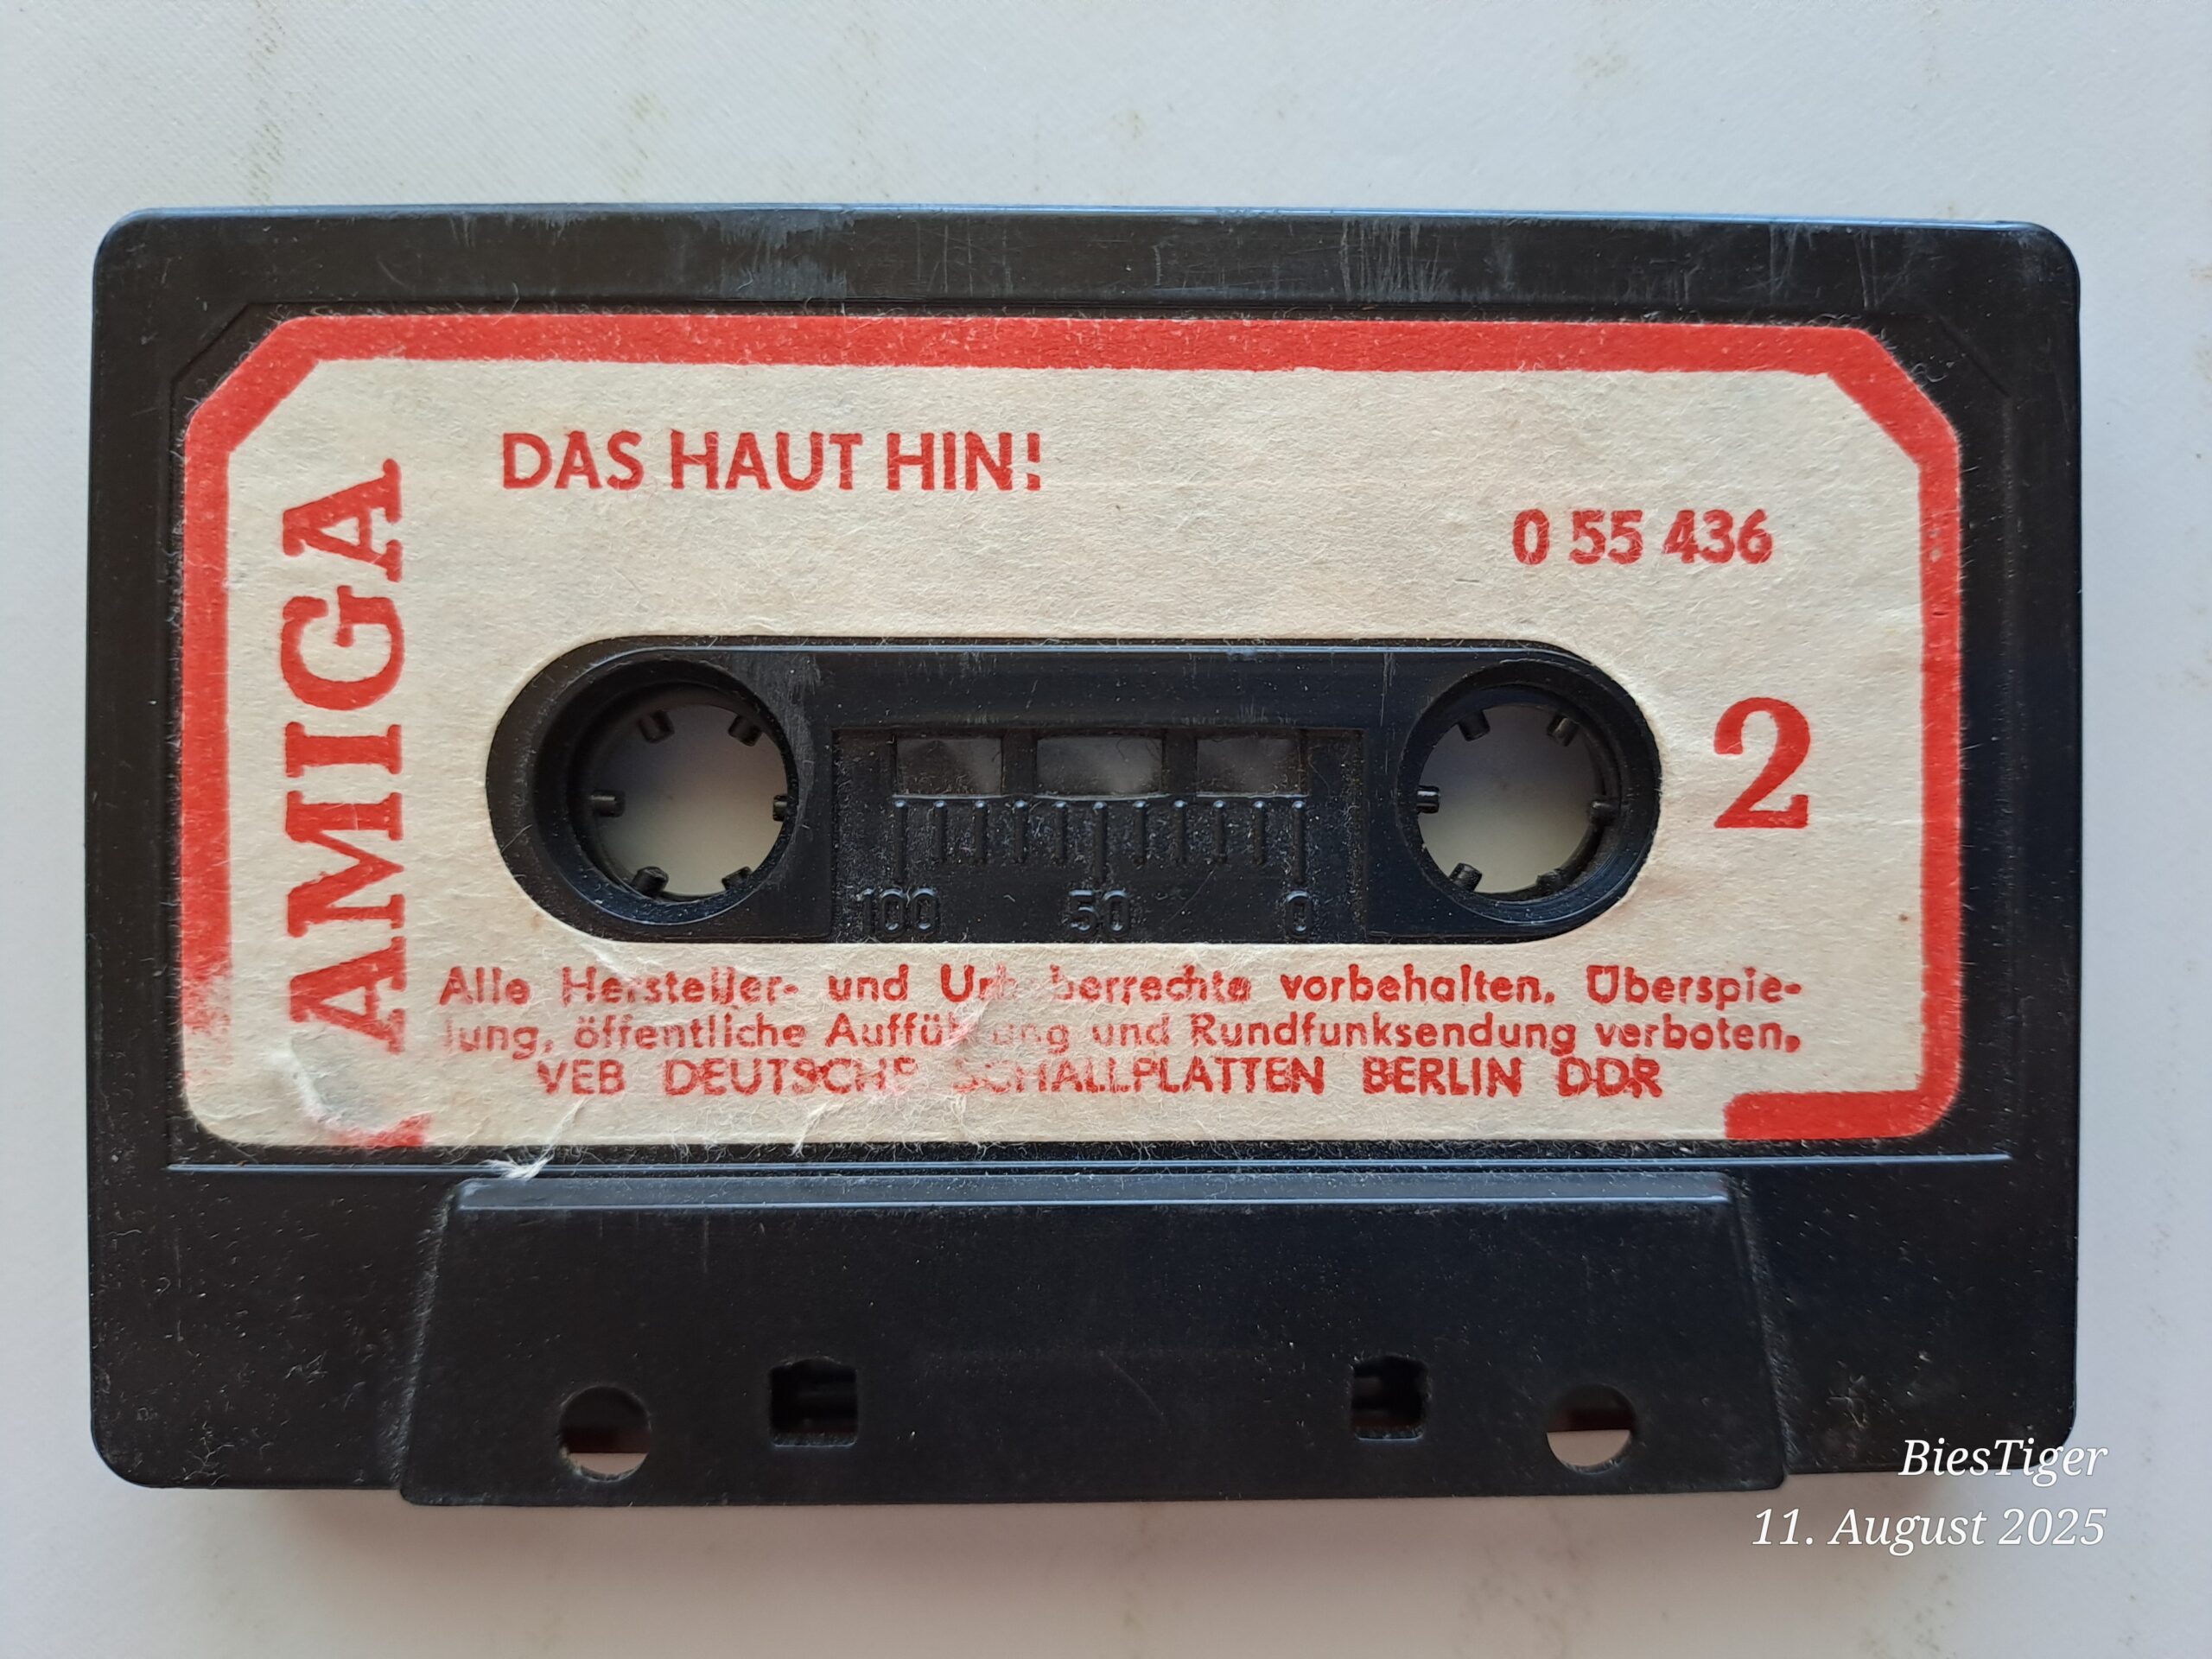 DAS HAUT HIN!
0 55 436
AMIGA
2
100 50 0
Alle Hersteller- und Urheberrechte vorbehalten. Überspie-
lung, öffentliche Aufführung und Rundfunksendung verboten.
VEB DEUTSCHE SCHALLPLATTEN BERLIN DDR
BiesTiger
11. August 2025